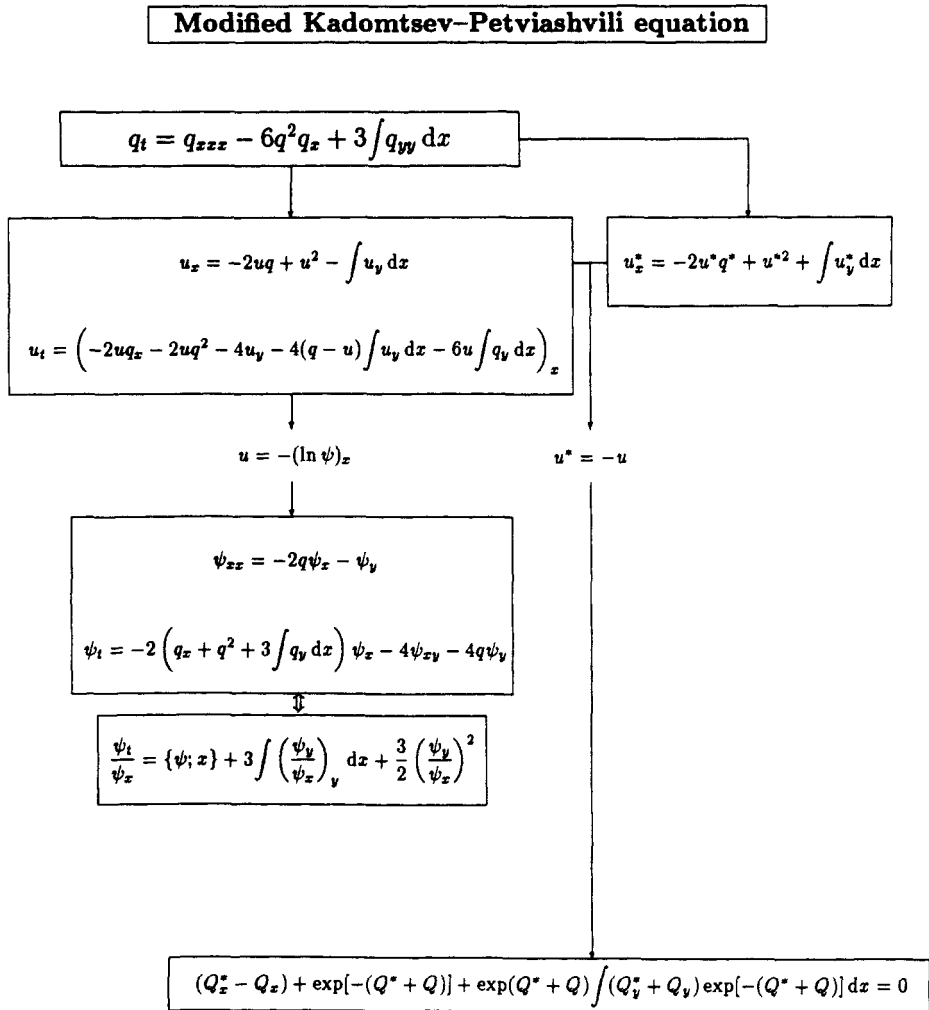 Modified Kadomtsev–Petviashvili equation
q_t = q_{xxx} − 6q^2 q_x + 3∫q_{yy} dx
u_x = −2uq + u^2 − ∫u_y dx
u^*_x = −2u^*q^* + u^{*2} + ∫u^*_y dx
u_t = (−2uq_x − 2uq^2 − 4u_y − 4(q − u)∫u_y dx − 6u∫q_y dx)_x
u = −(ln ψ)_x
u^* = −u
ψ_{xx} = −2qψ_x − ψ_y
ψ_t = −2 (q_x + q^2 + 3∫q_y dx) ψ_x − 4ψ_{xy} − 4qψ_y
⇕
ψ_t/ψ_x = {ψ; x} + 3∫(ψ_y/ψ_x)_y dx + 3/2 (ψ_y/ψ_x)^2
(Q^*_x − Q_x) + exp[−(Q^* + Q)] + exp(Q^* + Q)∫(Q^*_y + Q_y) exp[−(Q^* + Q)] dx = 0